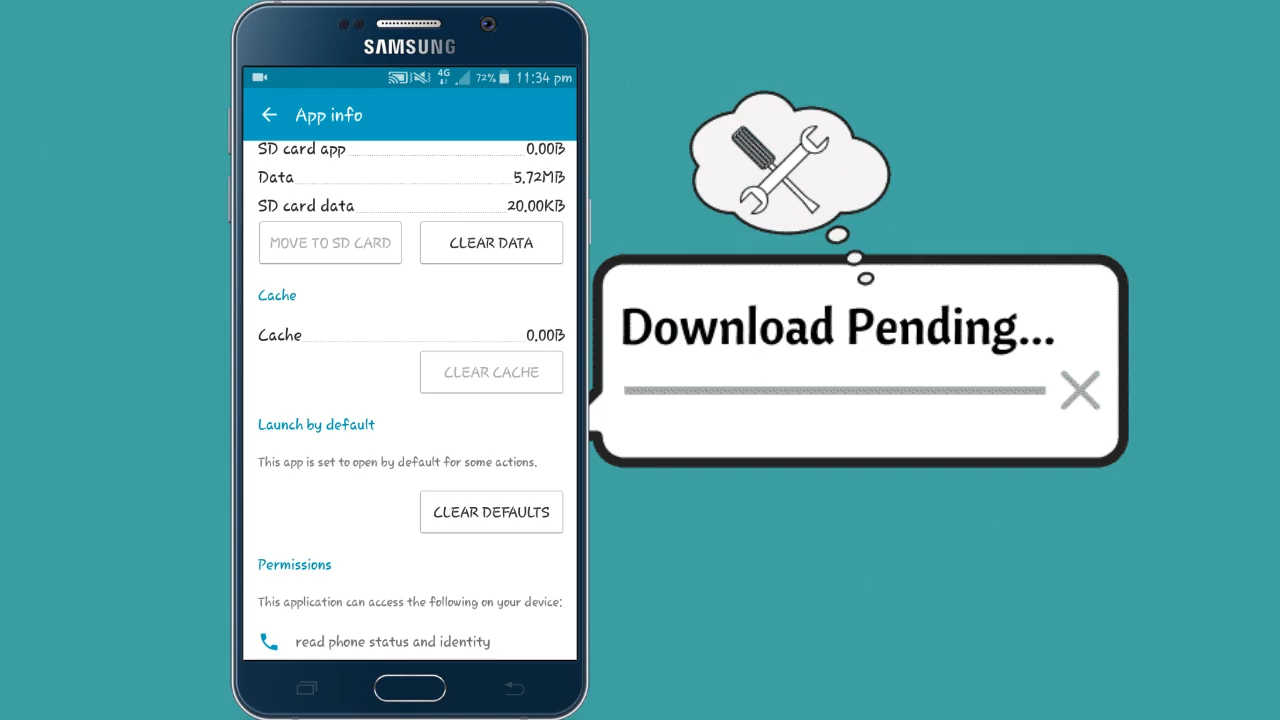 SAMSUNG
4G 72% 11:34 pm
App info
SD card app 0.00B
Data 5.72MB
SD card data 20.00KB
MOVE TO SD CARD CLEAR DATA
Cache
Cache 0.00B
CLEAR CACHE
Launch by default
This app is set to open by default for some actions.
CLEAR DEFAULTS
Permissions
This application can access the following on your device:
read phone status and identity
Download Pending...